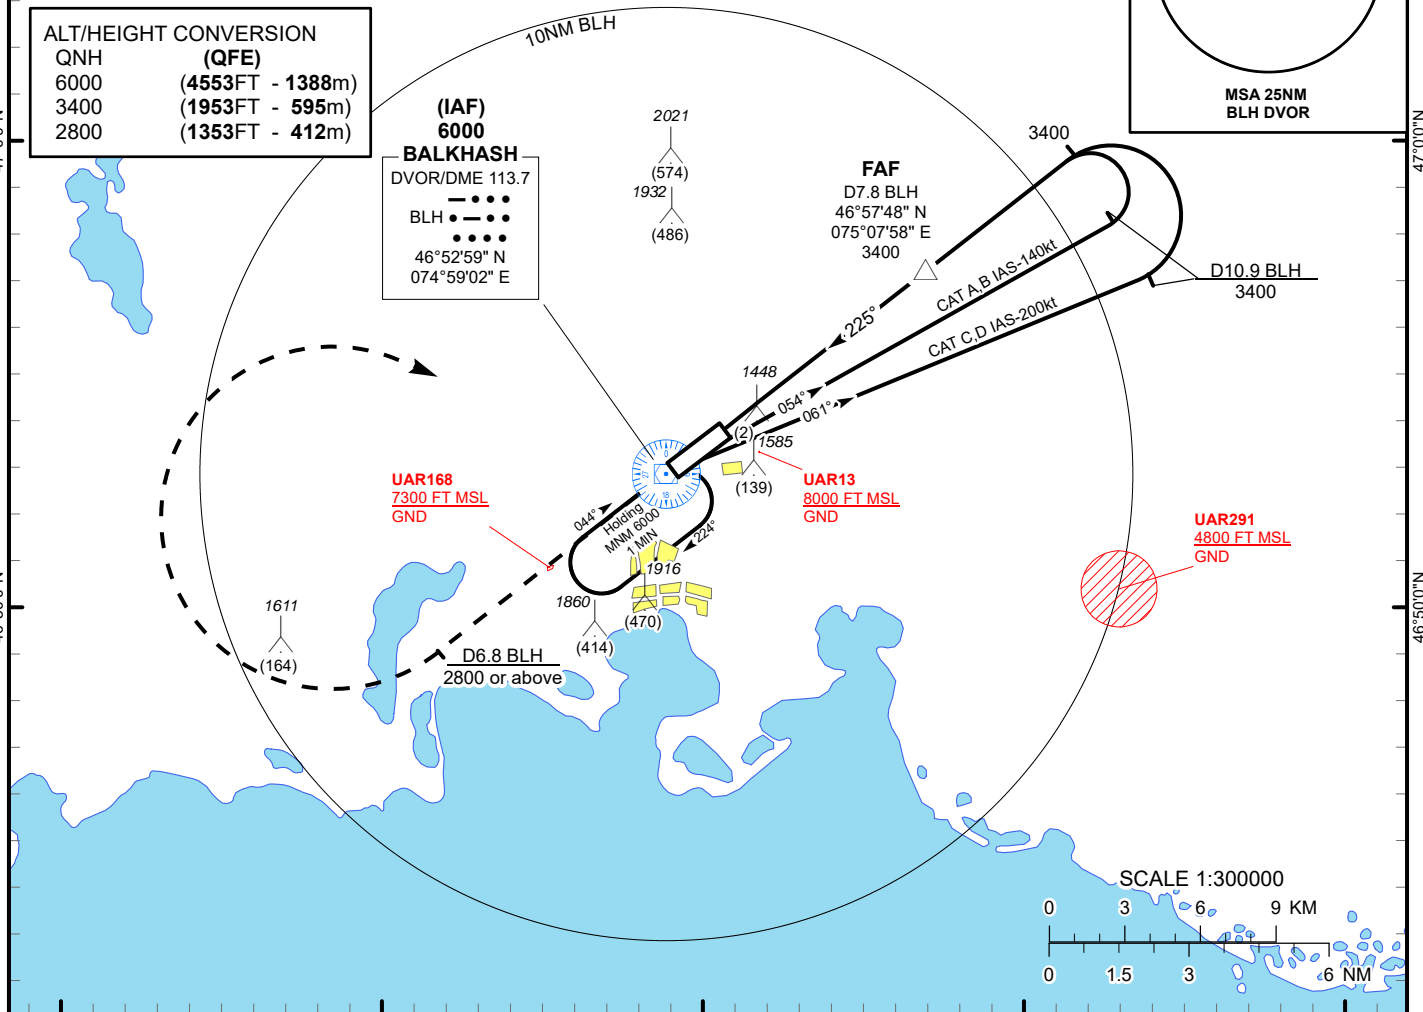 ALT/HEIGHT CONVERSION
QNH (QFE)
6000 (4553FT - 1388m)
3400 (1953FT - 595m)
2800 (1353FT - 412m)
10NM BLH
MSA 25NM
BLH DVOR
47°0'0"N
(IAF)
6000
BALKHASH
DVOR/DME 113.7
BLH
46°52'59" N
074°59'02" E
2021
(574)
1932
(486)
FAF
D7.8 BLH
46°57'48" N
075°07'58" E
3400
3400
D10.9 BLH
3400
225°
CAT A,B IAS-140kt
CAT C,D IAS-200kt
054°
061°
1448
(2)
1585
(139)
0
18
27
UAR168
7300 FT MSL
GND
UAR13
8000 FT MSL
GND
UAR291
4800 FT MSL
GND
044°
Holding
MNM 6000
1 MIN
224°
1916
(470)
1860
(414)
1611
(164)
46°50'0"N
D6.8 BLH
2800 or above
SCALE 1:300000
0 3 6 9 KM
0 1.5 3 6 NM